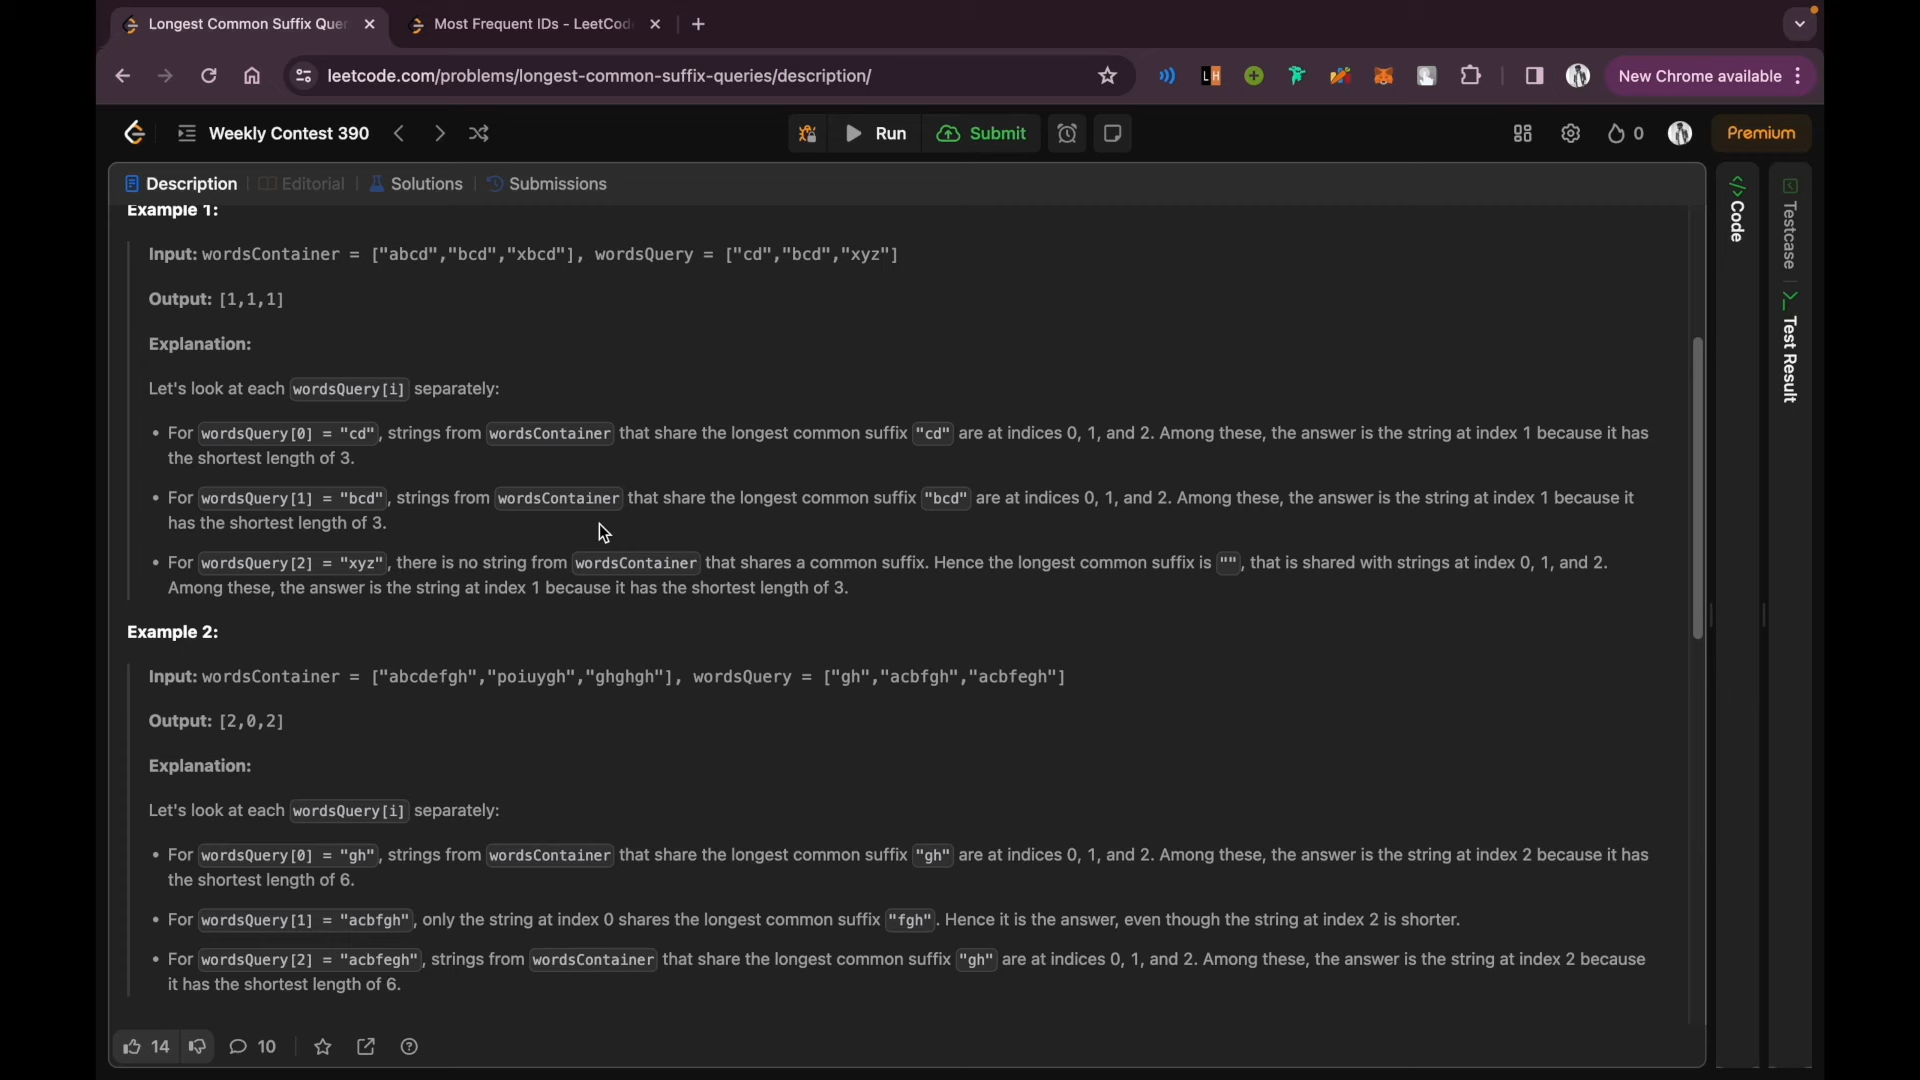 Longest Common Suffix Que
Most Frequent IDs - LeetCod
leetcode.com/problems/longest-common-suffix-queries/description/
LH
New Chrome available
Weekly Contest 390
Run
Submit
0
Premium
Description
Editorial
Solutions
Submissions
Example 1:
Input: wordsContainer = ["abcd","bcd","xbcd"], wordsQuery = ["cd","bcd","xyz"]
Output: [1,1,1]
Explanation:
Let's look at each wordsQuery[i] separately:
• For wordsQuery[0] = "cd", strings from wordsContainer that share the longest common suffix "cd" are at indices 0, 1, and 2. Among these, the answer is the string at index 1 because it has
the shortest length of 3.
• For wordsQuery[1] = "bcd", strings from wordsContainer that share the longest common suffix "bcd" are at indices 0, 1, and 2. Among these, the answer is the string at index 1 because it
has the shortest length of 3.
• For wordsQuery[2] = "xyz", there is no string from wordsContainer that shares a common suffix. Hence the longest common suffix is "", that is shared with strings at index 0, 1, and 2.
Among these, the answer is the string at index 1 because it has the shortest length of 3.
Example 2:
Input: wordsContainer = ["abcdefgh","poiuygh","ghghgh"], wordsQuery = ["gh","acbfgh","acbfegh"]
Output: [2,0,2]
Explanation:
Let's look at each wordsQuery[i] separately:
• For wordsQuery[0] = "gh", strings from wordsContainer that share the longest common suffix "gh" are at indices 0, 1, and 2. Among these, the answer is the string at index 2 because it has
the shortest length of 6.
• For wordsQuery[1] = "acbfgh", only the string at index 0 shares the longest common suffix "fgh". Hence it is the answer, even though the string at index 2 is shorter.
• For wordsQuery[2] = "acbfegh", strings from wordsContainer that share the longest common suffix "gh" are at indices 0, 1, and 2. Among these, the answer is the string at index 2 because
it has the shortest length of 6.
14
10
Code
Testcase
Test Result